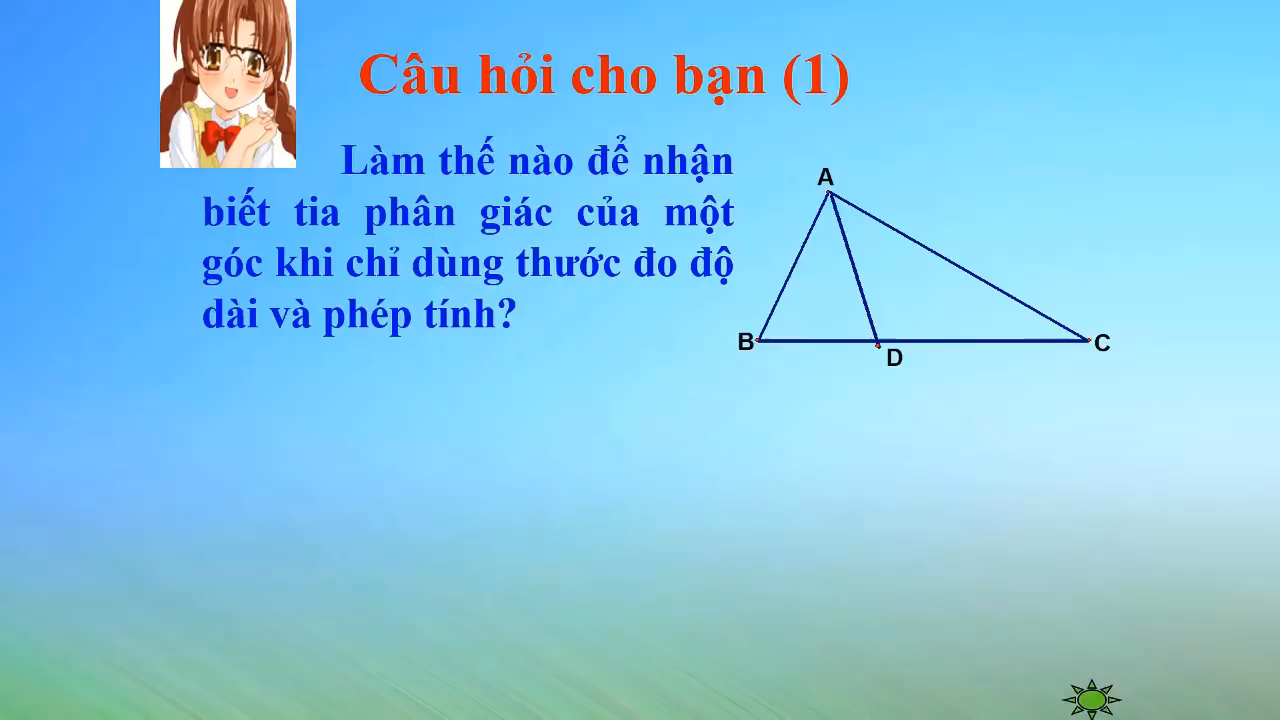 Câu hỏi cho bạn (1)
Làm thế nào để nhận
biết tia phân giác của một
góc khi chỉ dùng thước đo độ
dài và phép tính?
A
B
D
C